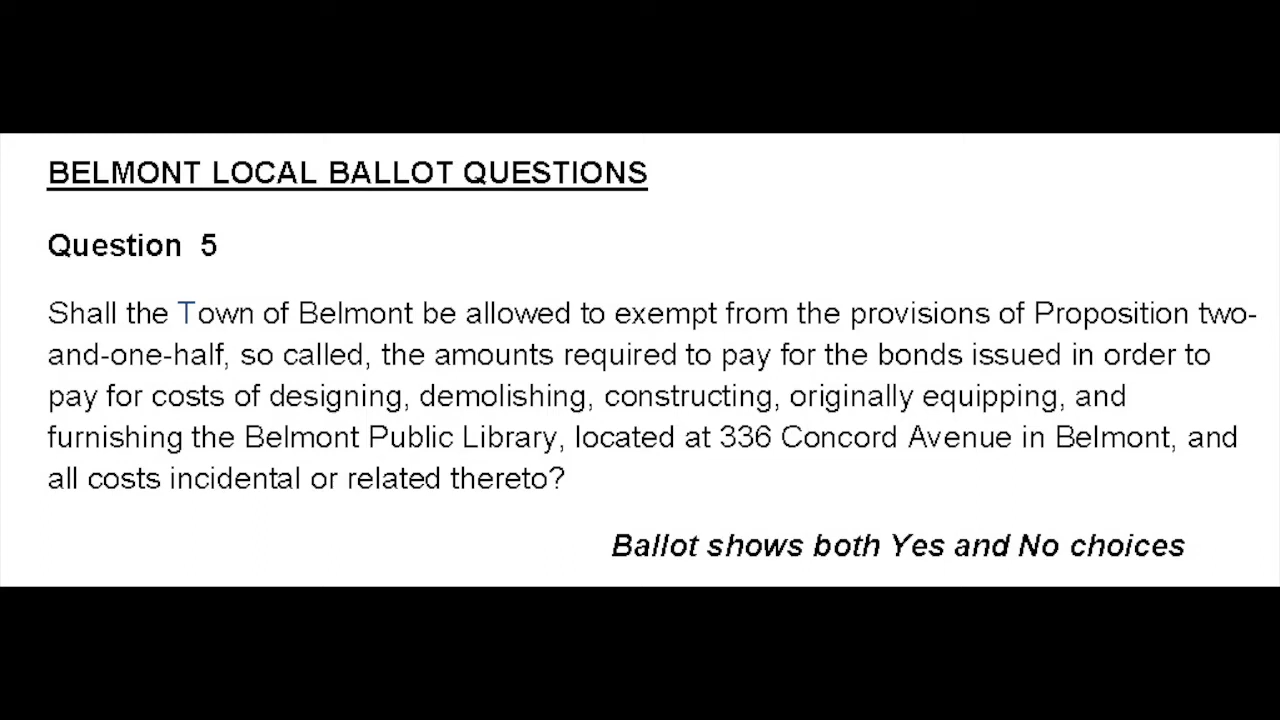 BELMONT LOCAL BALLOT QUESTIONS
Question 5
Shall the Town of Belmont be allowed to exempt from the provisions of Proposition two-
and-one-half, so called, the amounts required to pay for the bonds issued in order to
pay for costs of designing, demolishing, constructing, originally equipping, and
furnishing the Belmont Public Library, located at 336 Concord Avenue in Belmont, and
all costs incidental or related thereto?
Ballot shows both Yes and No choices